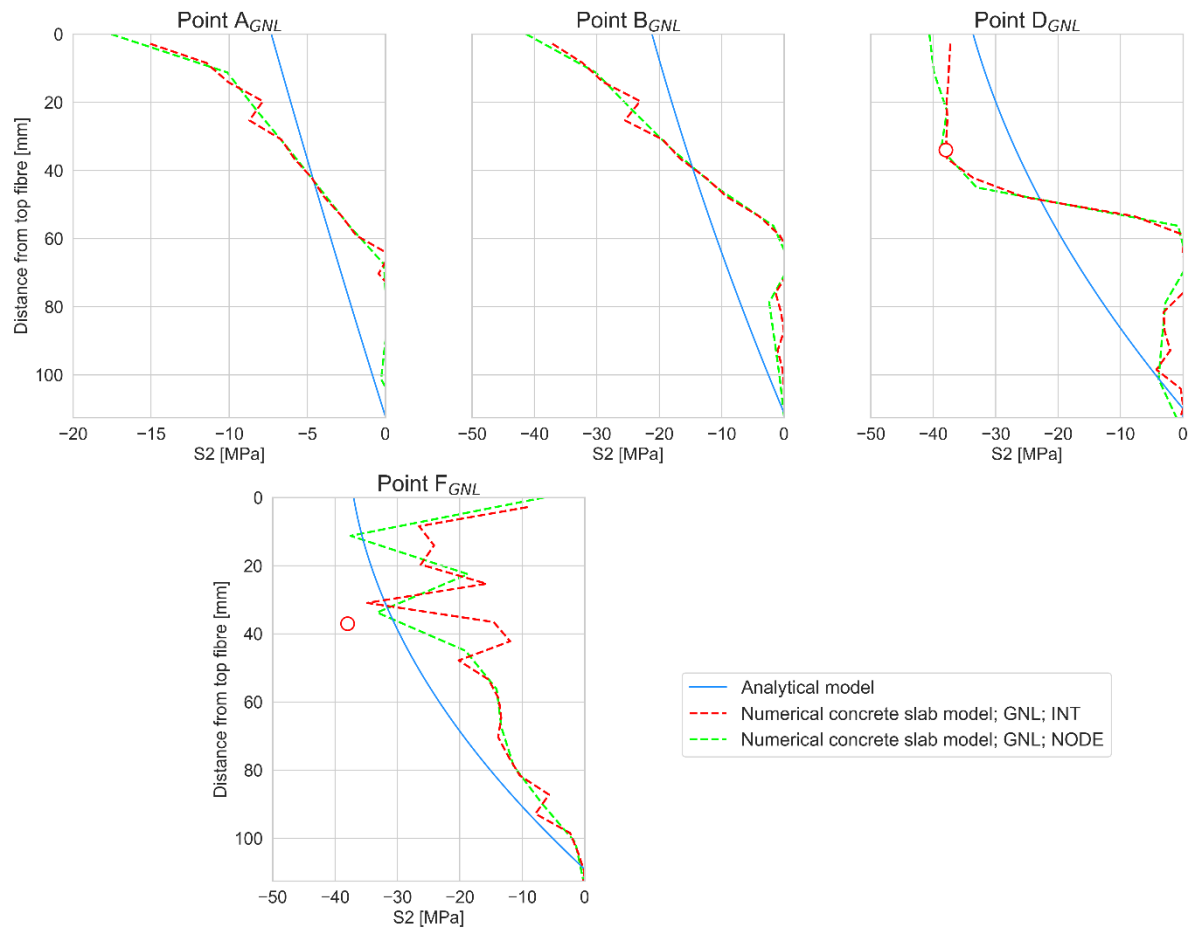 Point A_GNL
Point B_GNL
Point D_GNL
Distance from top fibre [mm]
0
20
40
60
80
100
−20 −15 −10 −5 0
S2 [MPa]
−50 −40 −30 −20 −10 0
S2 [MPa]
−50 −40 −30 −20 −10 0
S2 [MPa]
Point F_GNL
Distance from top fibre [mm]
0
20
40
60
80
100
−50 −40 −30 −20 −10 0
S2 [MPa]
Analytical model
Numerical concrete slab model; GNL; INT
Numerical concrete slab model; GNL; NODE